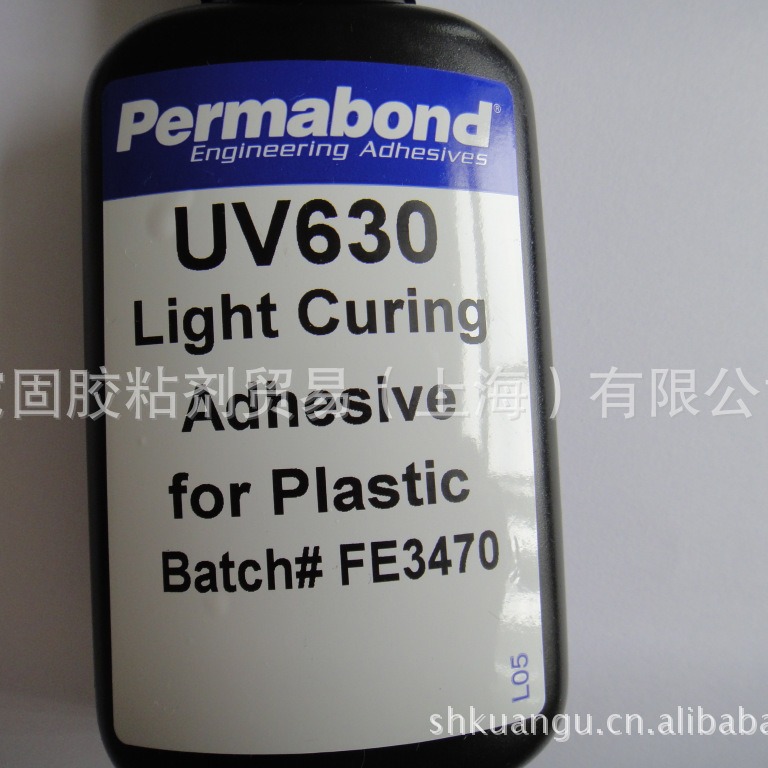 Permabond®
Engineering Adhesives
UV630
Light Curing
Adhesive
固胶粘剂贸易（上海）有限公
for Plastic
Batch# FE3470
L05
shkuangu.cn.alibaba